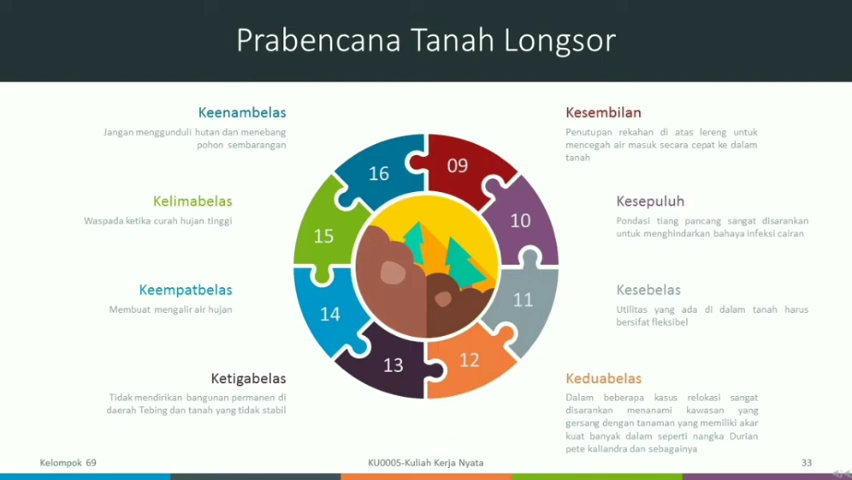 Prabencana Tanah Longsor
Keenambelas
Jangan menggunduli hutan dan menebang
pohon sembarangan
Kelimabelas
Waspada ketika curah hujan tinggi
Keempatbelas
Membuat mengalir air hujan
Ketigabelas
Tidak mendirikan bangunan permanen di
daerah Tebing dan tanah yang tidak stabil
16
09
15
10
14
11
13
12
Kesembilan
Penutupan rekahan di atas lereng untuk
mencegah air masuk secara cepat ke dalam
tanah
Kesepuluh
Pondasi tiang pancang sangat disarankan
untuk menghindarkan bahaya infeksi cairan
Kesebelas
Utilitas yang ada di dalam tanah harus
bersifat fleksibel
Keduabelas
Dalam beberapa kasus relokasi sangat
disarankan menanami kawasan yang
gersang dengan tanaman yang memiliki akar
kuat banyak dalam seperti nangka Durian
pete kaliandra dan sebagainya
Kelompok 69
KU0005-Kuliah Kerja Nyata
33